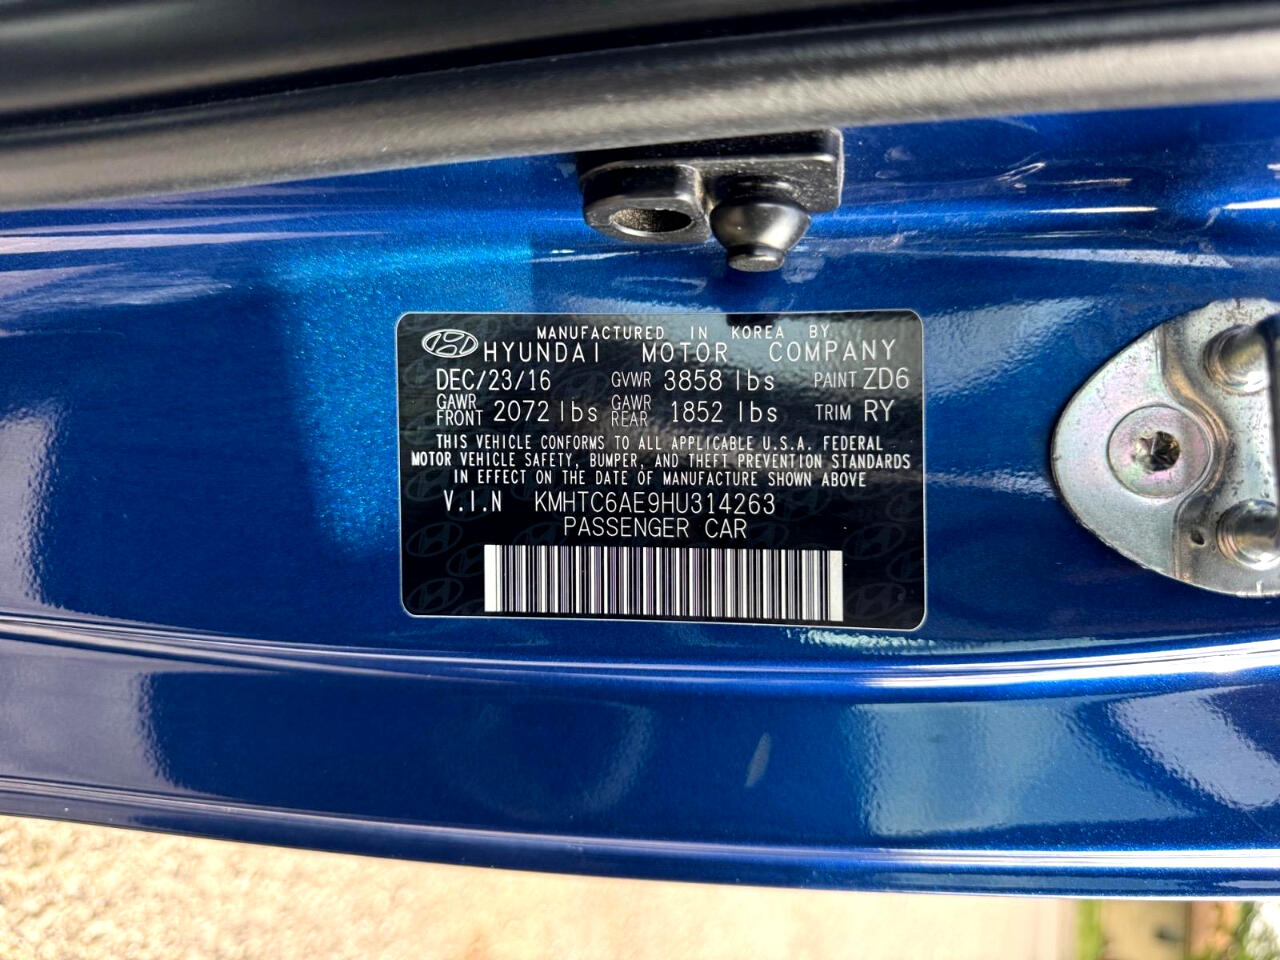 MANUFACTURED IN KOREA BY
HYUNDAI MOTOR COMPANY
DEC/23/16 GVWR 3858 lbs PAINT ZD6
GAWR FRONT 2072 lbs GAWR REAR 1852 lbs TRIM RY
THIS VEHICLE CONFORMS TO ALL APPLICABLE U.S.A. FEDERAL
MOTOR VEHICLE SAFETY, BUMPER, AND THEFT PREVENTION STANDARDS
IN EFFECT ON THE DATE OF MANUFACTURE SHOWN ABOVE
V.I.N KMHTC6AE9HU314263
PASSENGER CAR